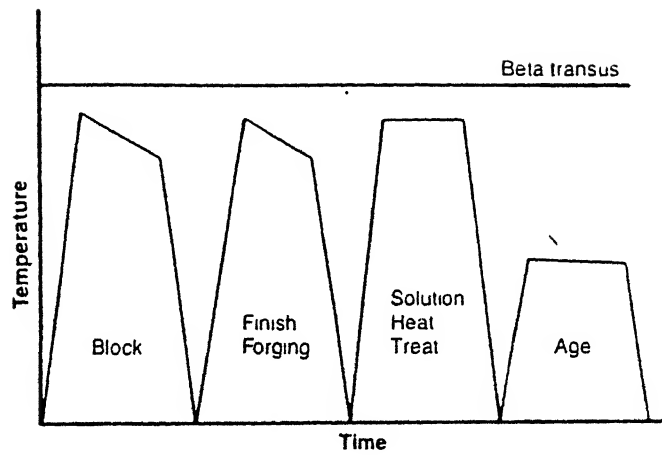 Beta transus
Temperature
Block
Finish
Forging
Solution
Heat
Treat
Age
Time